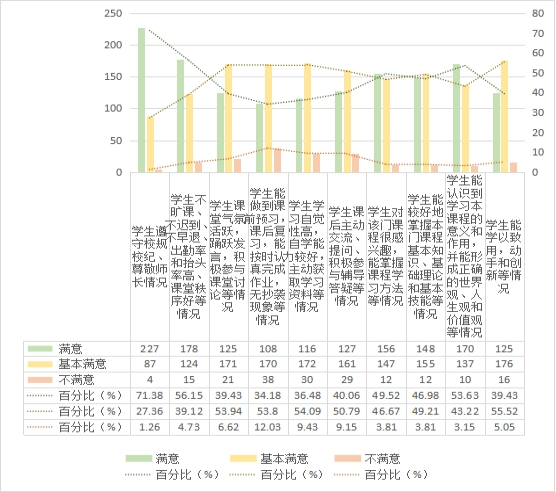 250
200
150
100
50
0
80
70
60
50
40
30
20
10
0
学生遵
守校规
校纪、
尊敬师
长情况
学生不
旷课、
不迟到、
不早退、
出勤率
和抬头
率高、
课堂秩
序好等
情况
学生课
堂气氛
活跃，
踊跃发
言，积
极参与
课堂讨
论等情
况
学生能
做到课
前预习，
课后复
习，能
按时认
真完成
作业，
无抄袭
现象等
情况
学生学
习自觉
性高，
自学能
力较好，
主动获
取学习
资料等
情况
学生课
后主动
交流、
提问、
积极参
与辅导
答疑等
情况
学生对
该门课
程很感
兴趣，
能掌握
课程学
习方法
等情况
学生能
较好地
掌握本
门课程
基本知
识、基
础理论
和基本
技能等
情况
学生能
认识到
学习本
课程的
意义和
作用，
并能形
成正确
的世界
观、人
生观和
价值观
等情况
学生能
学以致
用，动
手和创
新等情
况
满意 227 178 125 108 116 127 156 148 170 125
基本满意 87 124 171 170 172 161 147 155 137 176
不满意 4 15 21 38 30 29 12 12 10 16
百分比（%） 71.38 56.15 39.43 34.18 36.48 40.06 49.52 46.98 53.63 39.43
百分比（%） 27.36 39.12 53.94 53.8 54.09 50.79 46.67 49.21 43.22 55.52
百分比（%） 1.26 4.73 6.62 12.03 9.43 9.15 3.81 3.81 3.15 5.05
满意 基本满意 不满意
百分比（%） 百分比（%） 百分比（%）